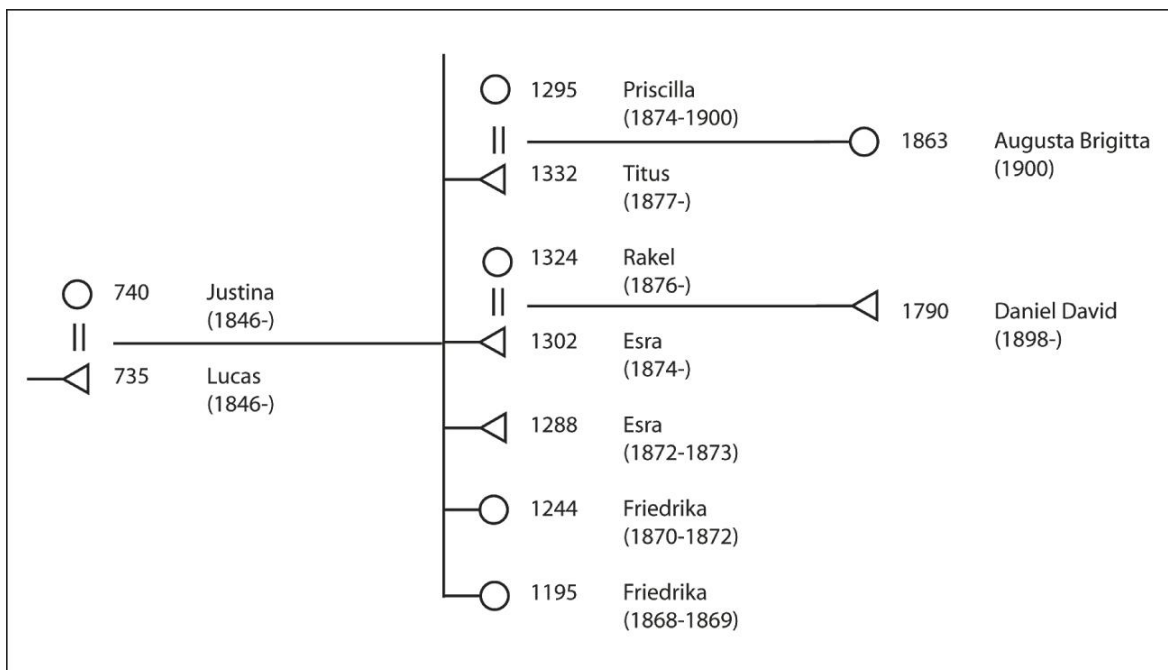 1295 Priscilla
(1874-1900)
1863 Augusta Brigitta
(1900)
1332 Titus
(1877-)
1324 Rakel
(1876-)
740 Justina
(1846-)
1790 Daniel David
(1898-)
1302 Esra
(1874-)
735 Lucas
(1846-)
1288 Esra
(1872-1873)
1244 Friedrika
(1870-1872)
1195 Friedrika
(1868-1869)